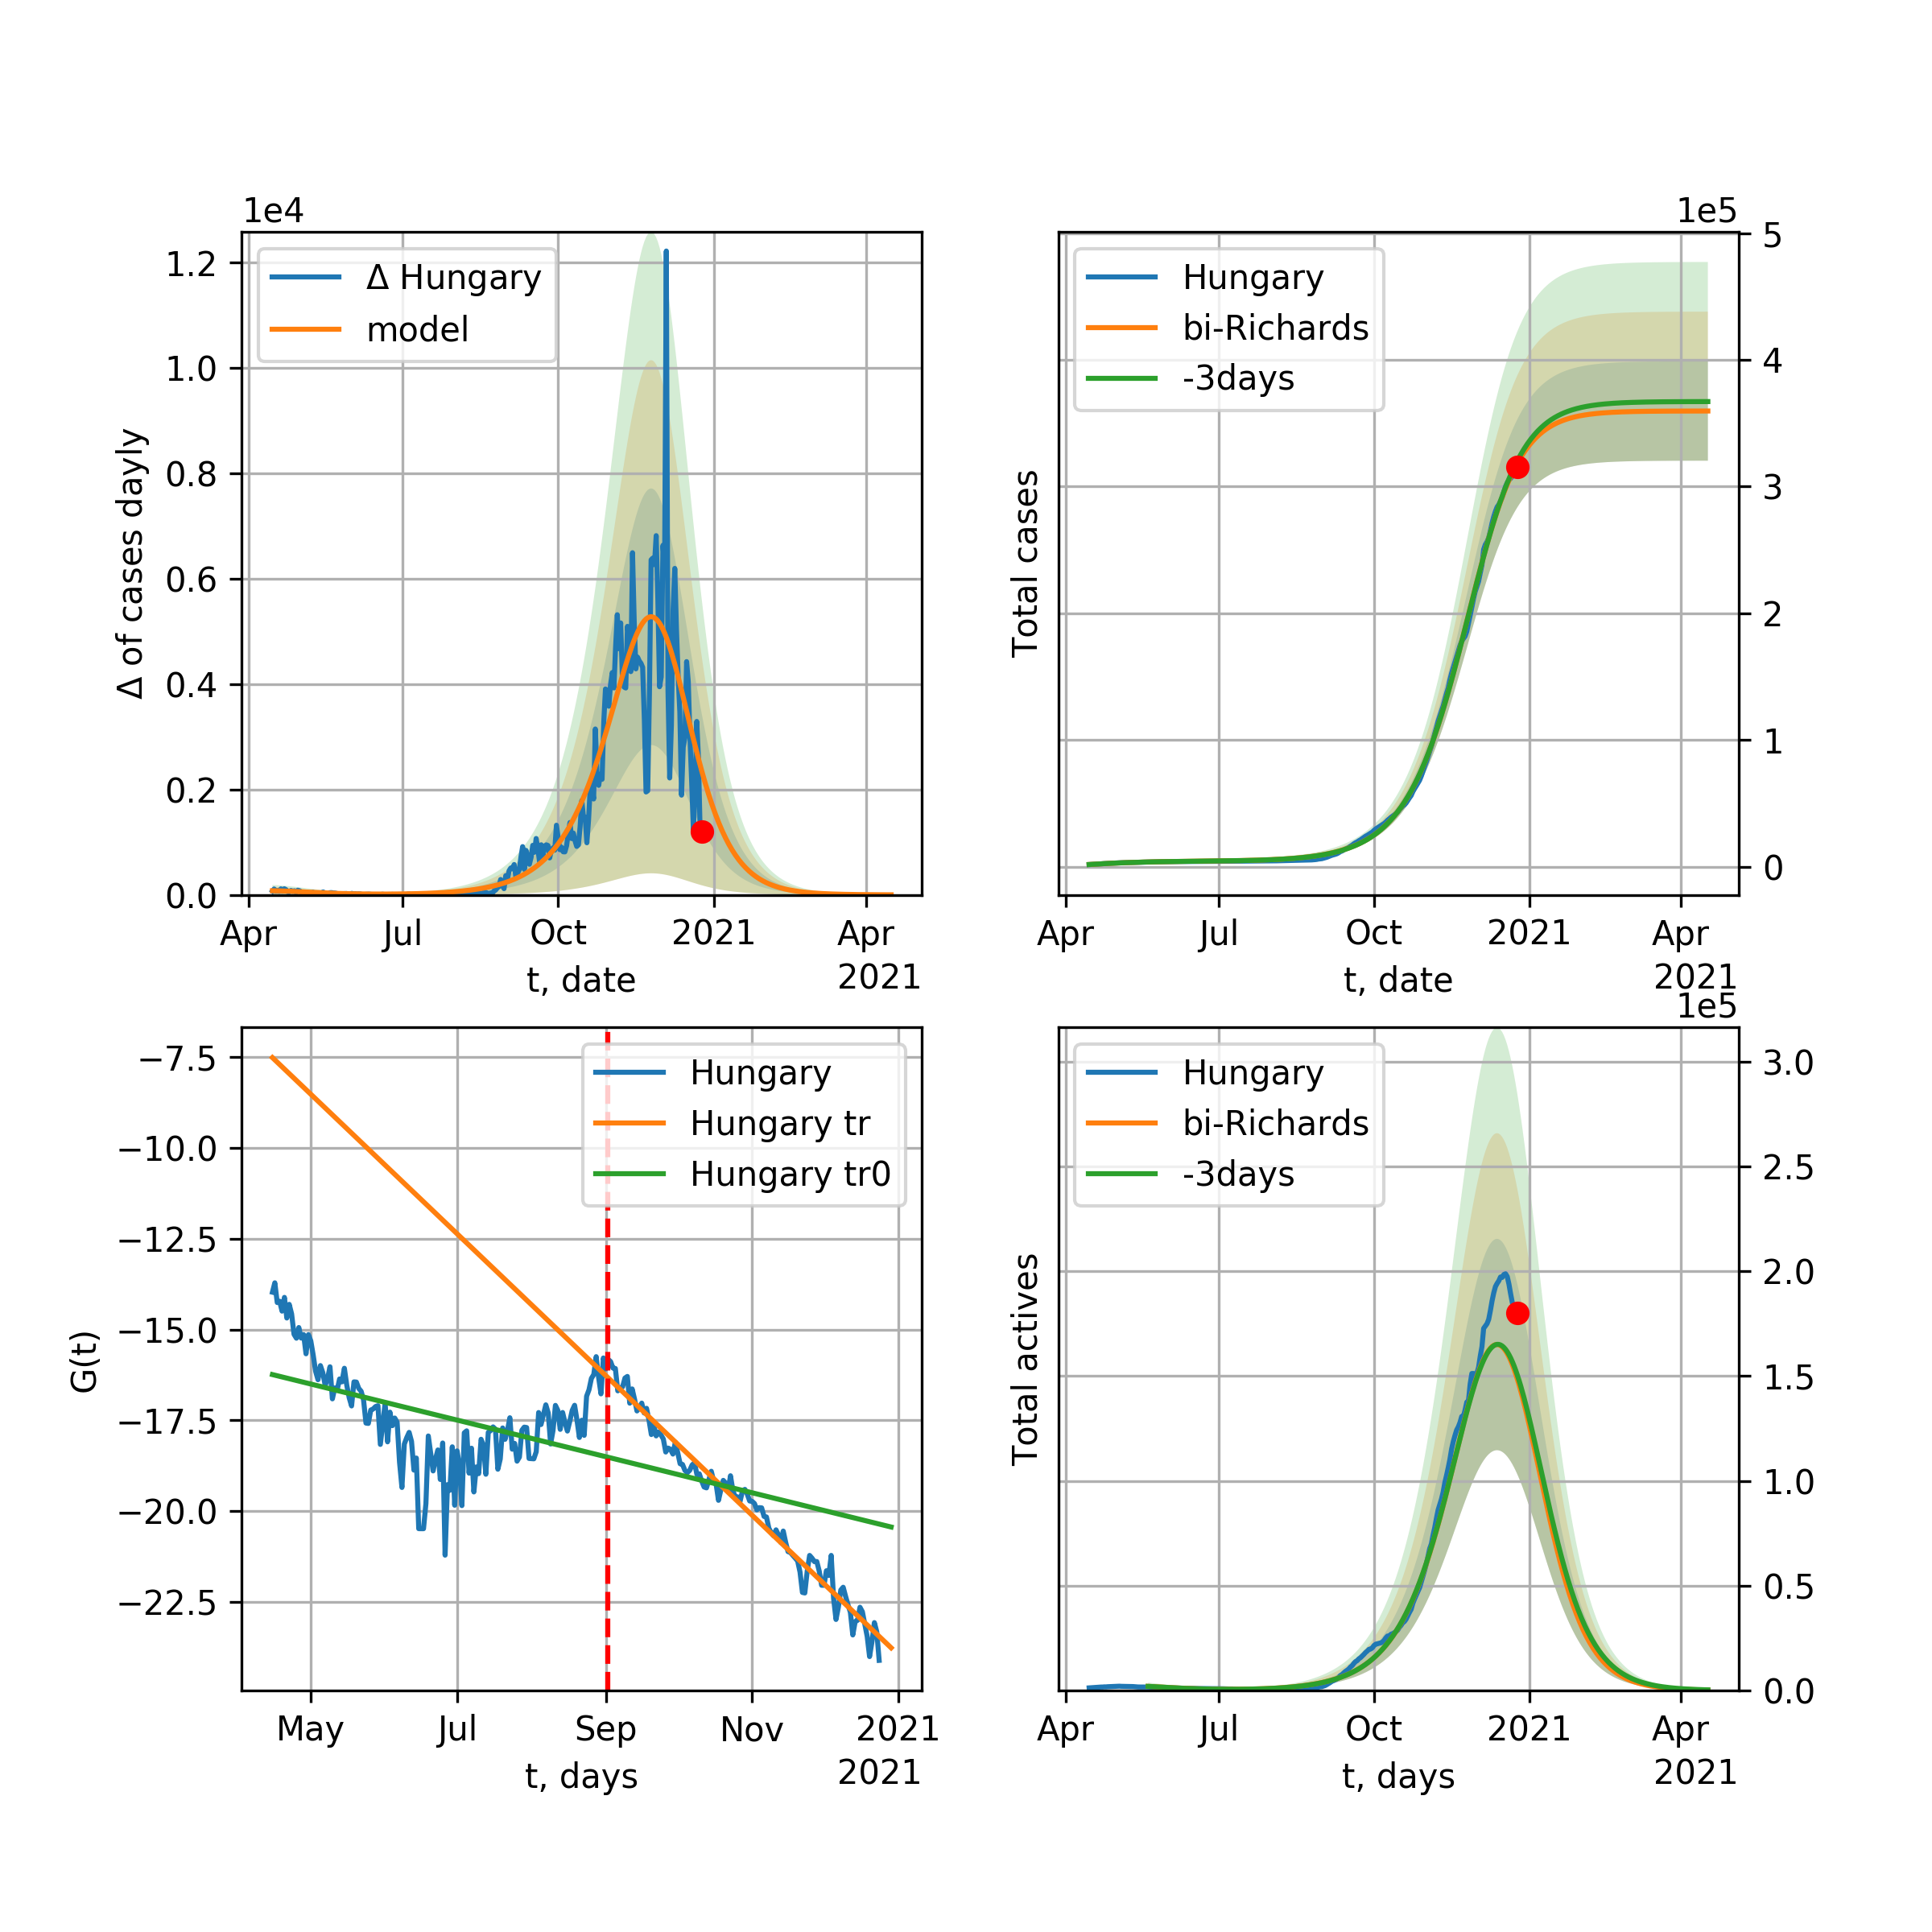 1e4
1.2
1.0
0.8
0.6
0.4
0.2
0.0
Δ of cases dayly
Δ Hungary
model
Apr Jul Oct 2021 Apr
t, date 2021
1e5
Hungary
bi-Richards
-3days
Total cases
5
4
3
2
1
0
Apr Jul Oct 2021 Apr
t, date 2021
−7.5
−10.0
−12.5
−15.0
−17.5
−20.0
−22.5
G(t)
Hungary
Hungary tr
Hungary tr0
May Jul Sep Nov 2021
t, days 2021
1e5
Hungary
bi-Richards
-3days
Total actives
3.0
2.5
2.0
1.5
1.0
0.5
0.0
Apr Jul Oct 2021 Apr
t, days 2021